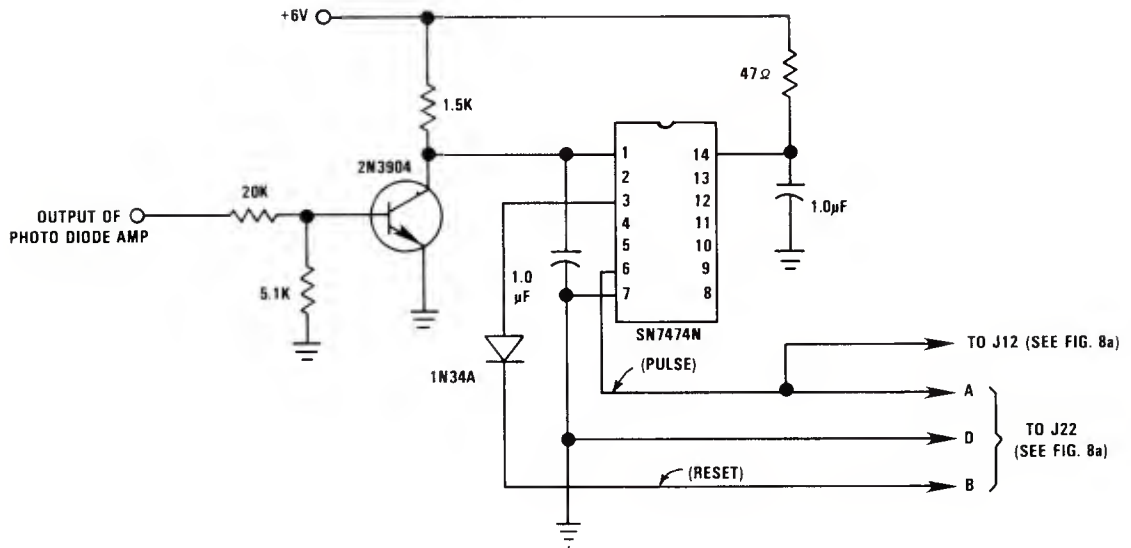 +6V
47Ω
1.5K
2N3904
1 14
2 13
3 12
4 11
5 10
6 9
7 8
1.0µF
20K
OUTPUT OF
PHOTO DIODE AMP
5.1K
1.0
µF
SN7474N
TO J12 (SEE FIG. 8a)
1N34A
(PULSE)
A
D
B
TO J22
(SEE FIG. 8a)
(RESET)